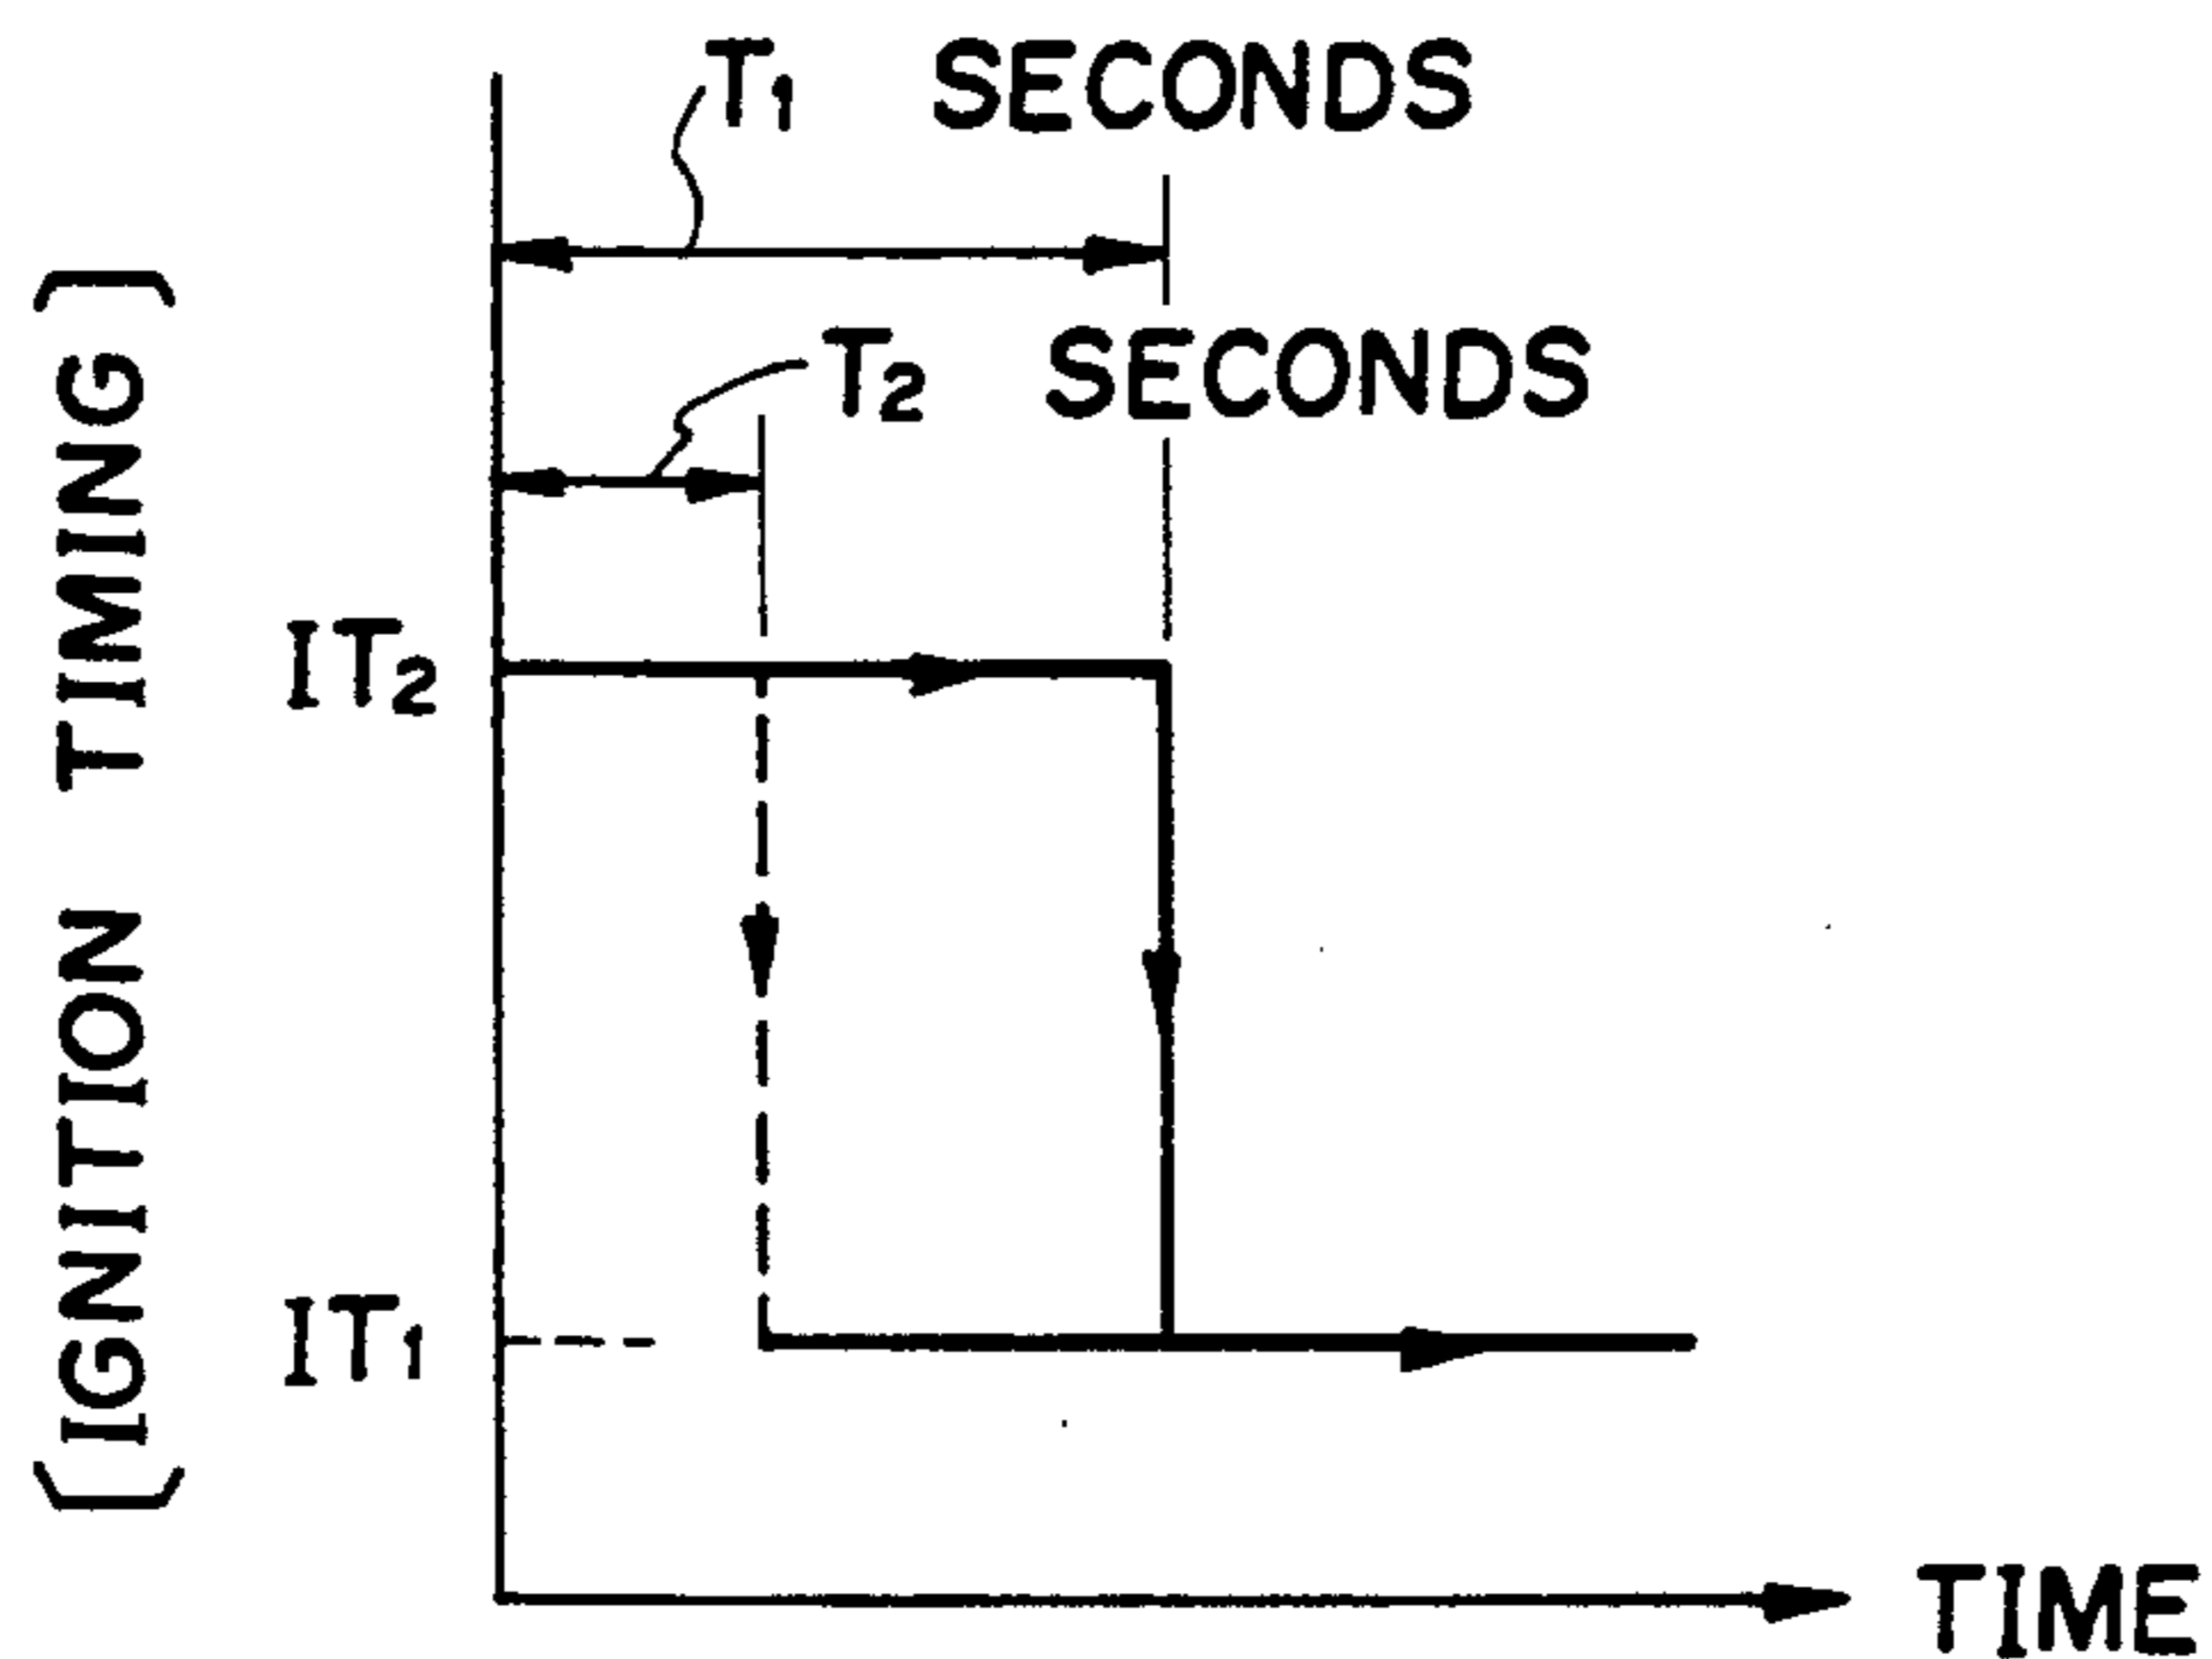 T1 SECONDS
T2 SECONDS
[IGNITION TIMING]
IT2
IT1
TIME